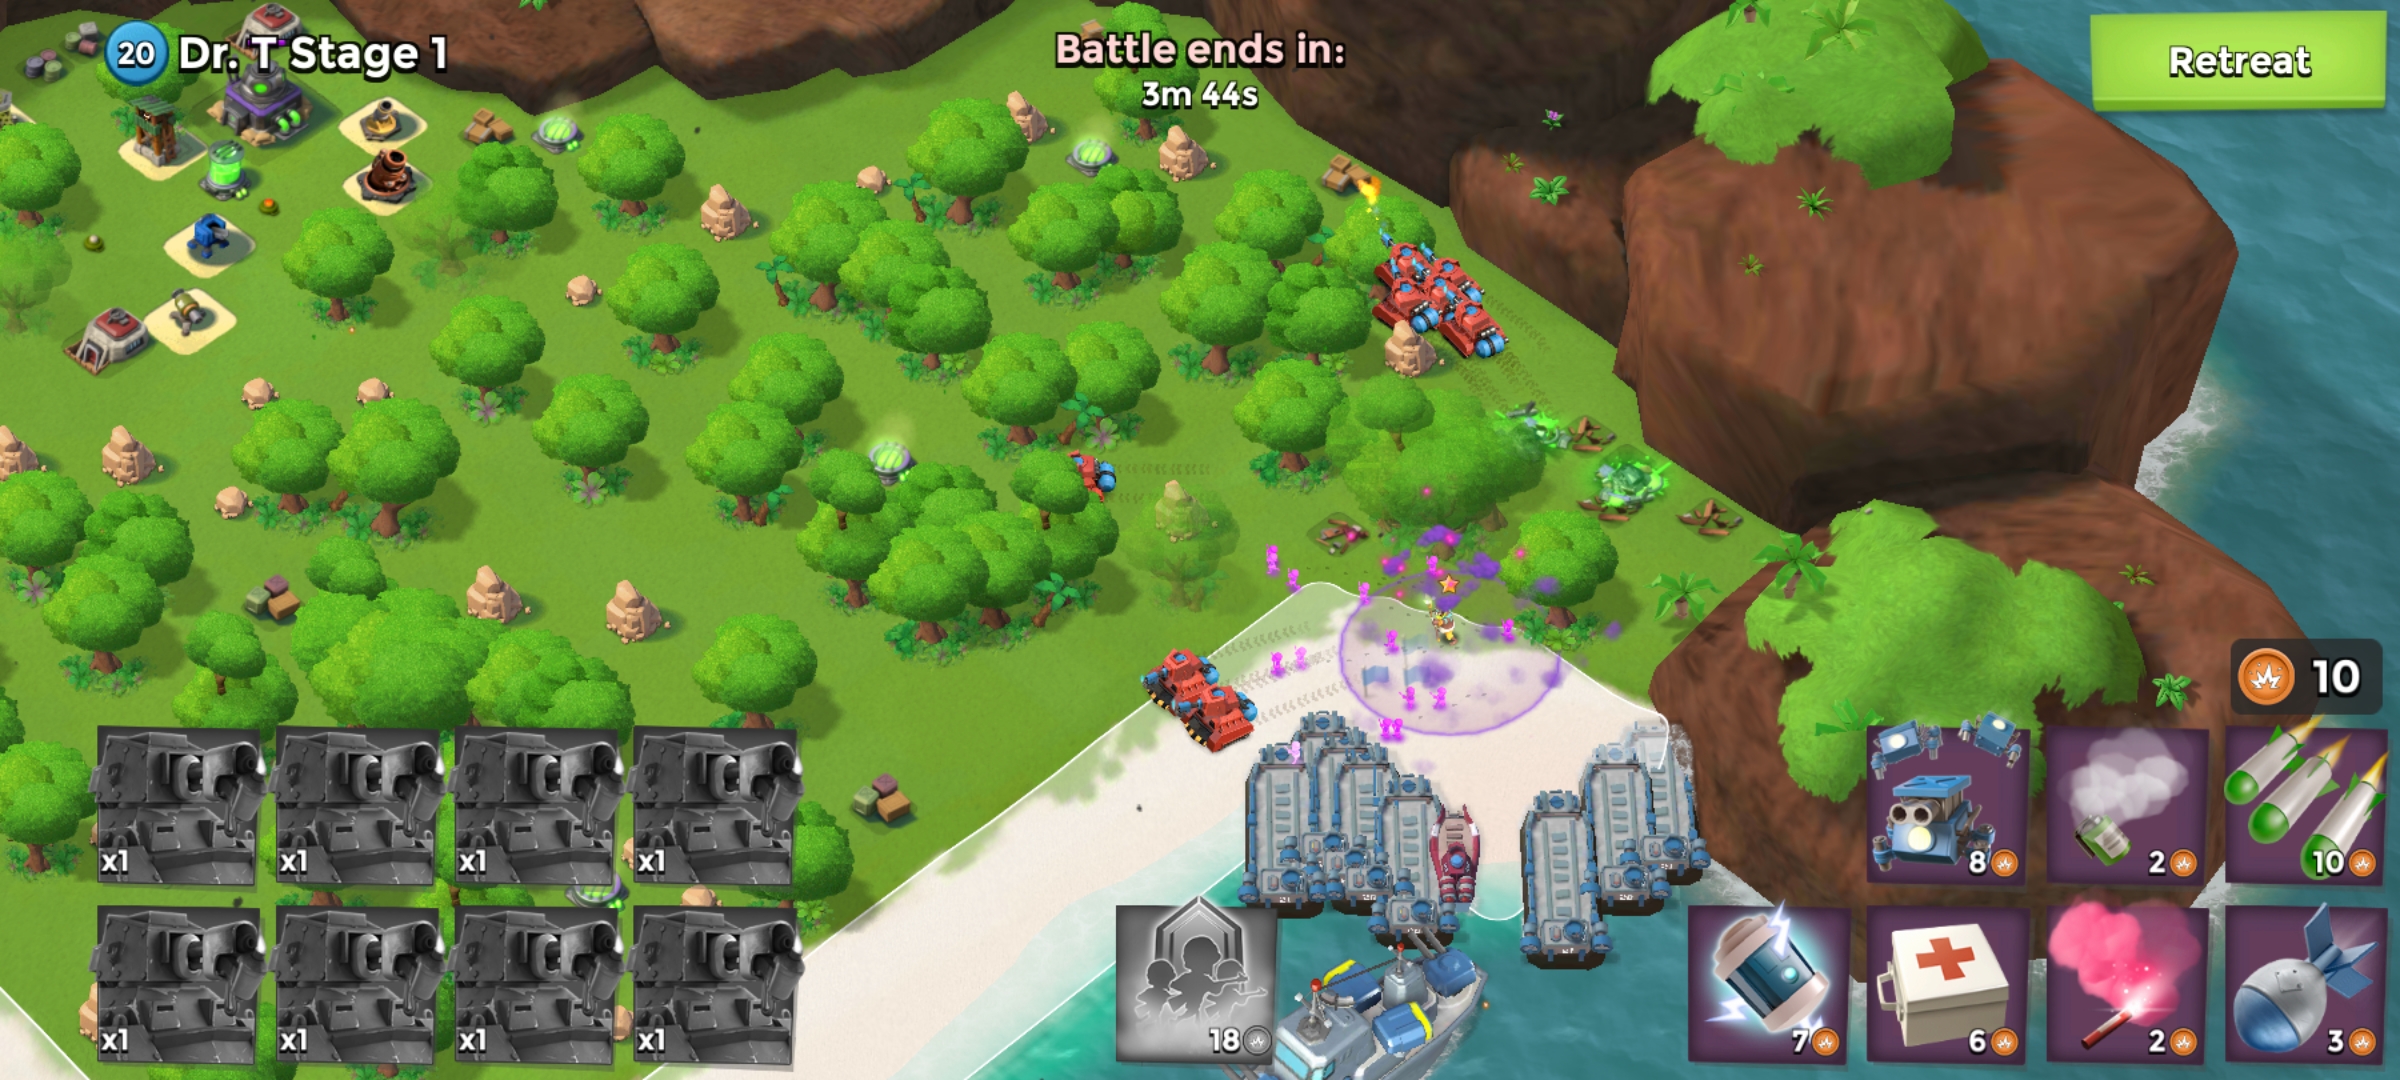 20 Dr. T Stage 1
Battle ends in:
3m 44s
Retreat
10
x1 x1 x1 x1
8 2 10
x1 x1 x1 x1
18 7 6 2 3